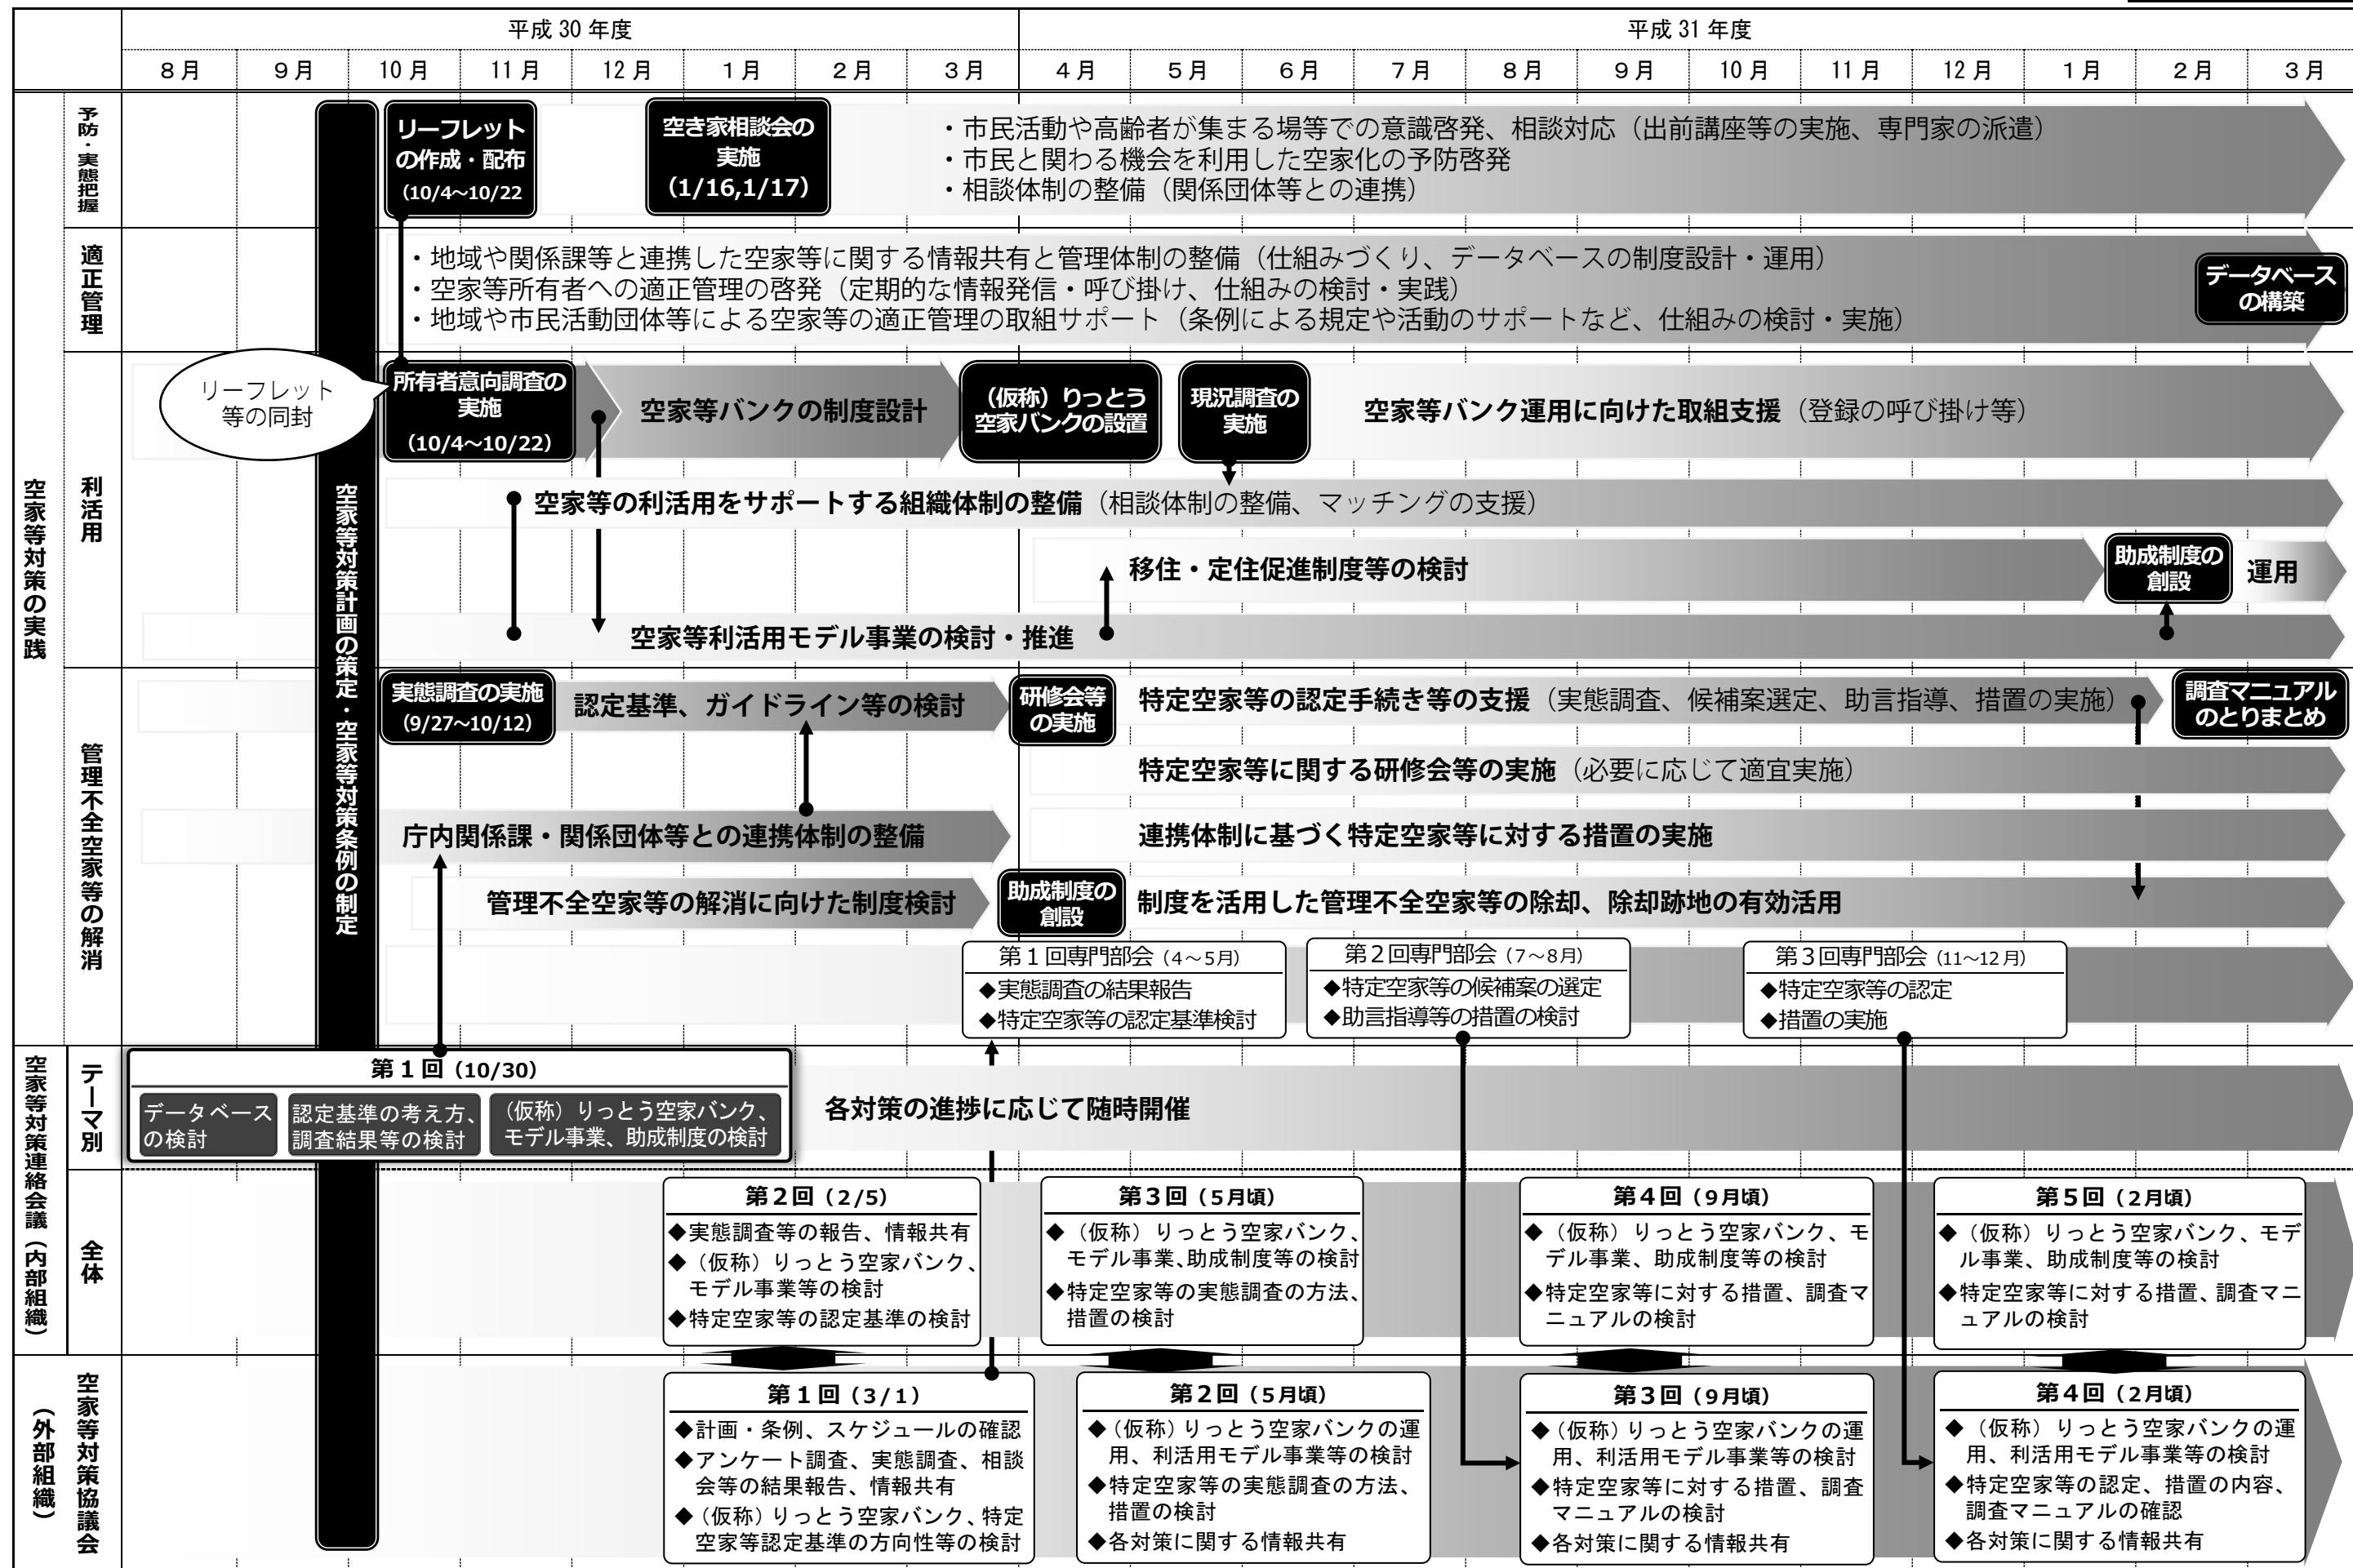 平成 30 年度
平成 31 年度
8月 9月 10月 11月 12月 1月 2月 3月 4月 5月 6月 7月 8月 9月 10月 11月 12月 1月 2月 3月
空家等対策の実践
予防・実態把握
リーフレット
の作成・配布
(10/4～10/22
空き家相談会の
実施
(1/16,1/17)
・市民活動や高齢者が集まる場等での意識啓発、相談対応（出前講座等の実施、専門家の派遣）
・市民と関わる機会を利用した空家化の予防啓発
・相談体制の整備（関係団体等との連携）
適正管理
・地域や関係課等と連携した空家等に関する情報共有と管理体制の整備（仕組みづくり、データベースの制度設計・運用）
・空家等所有者への適正管理の啓発（定期的な情報発信・呼び掛け、仕組みの検討・実践）
・地域や市民活動団体等による空家等の適正管理の取組サポート（条例による規定や活動のサポートなど、仕組みの検討・実施）
データベース
の構築
空家等対策計画の策定・空家等対策条例の制定
利活用
リーフレット
等の同封
所有者意向調査の
実施
(10/4～10/22)
空家等バンクの制度設計
（仮称）りっとう
空家バンクの設置
現況調査の
実施
空家等バンク運用に向けた取組支援（登録の呼び掛け等）
空家等の利活用をサポートする組織体制の整備（相談体制の整備、マッチングの支援）
移住・定住促進制度等の検討
助成制度の
創設
運用
空家等利活用モデル事業の検討・推進
管理不全空家等の解消
実態調査の実施
(9/27～10/12)
認定基準、ガイドライン等の検討
研修会等
の実施
特定空家等の認定手続き等の支援（実態調査、候補案選定、助言指導、措置の実施）
調査マニュアル
のとりまとめ
特定空家等に関する研修会等の実施（必要に応じて適宜実施）
庁内関係課・関係団体等との連携体制の整備
連携体制に基づく特定空家等に対する措置の実施
管理不全空家等の解消に向けた制度検討
助成制度の
創設
制度を活用した管理不全空家等の除却、除却跡地の有効活用
第１回専門部会（4～5月）
◆実態調査の結果報告
◆特定空家等の認定基準検討
第２回専門部会（7～8月）
◆特定空家等の候補案の選定
◆助言指導等の措置の検討
第３回専門部会（11～12月）
◆特定空家等の認定
◆措置の実施
空家等対策連絡会議（内部組織）
テーマ別
第１回（10/30）
データベース
の検討
認定基準の考え方、
調査結果等の検討
（仮称）りっとう空家バンク、
モデル事業、助成制度の検討
各対策の進捗に応じて随時開催
全体
第２回（2/5）
◆実態調査等の報告、情報共有
◆（仮称）りっとう空家バンク、
モデル事業等の検討
◆特定空家等の認定基準の検討
第３回（5月頃）
◆（仮称）りっとう空家バンク、
モデル事業、助成制度等の検討
◆特定空家等の実態調査の方法、
措置の検討
第４回（9月頃）
◆（仮称）りっとう空家バンク、モ
デル事業、助成制度等の検討
◆特定空家等に対する措置、調査マ
ニュアルの検討
第５回（2月頃）
◆（仮称）りっとう空家バンク、モデ
ル事業、助成制度等の検討
◆特定空家等に対する措置、調査マニ
ュアルの検討
空家等対策協議会
（外部組織）
第１回（3/1）
◆計画・条例、スケジュールの確認
◆アンケート調査、実態調査、相談
会等の結果報告、情報共有
◆（仮称）りっとう空家バンク、特定
空家等認定基準の方向性等の検討
第２回（5月頃）
◆（仮称）りっとう空家バンクの運
用、利活用モデル事業等の検討
◆特定空家等の実態調査の方法、
措置の検討
◆各対策に関する情報共有
第３回（9月頃）
◆（仮称）りっとう空家バンクの運
用、利活用モデル事業等の検討
◆特定空家等に対する措置、調査
マニュアルの検討
◆各対策に関する情報共有
第４回（2月頃）
◆（仮称）りっとう空家バンクの運
用、利活用モデル事業等の検討
◆特定空家等の認定、措置の内容、
調査マニュアルの確認
◆各対策に関する情報共有